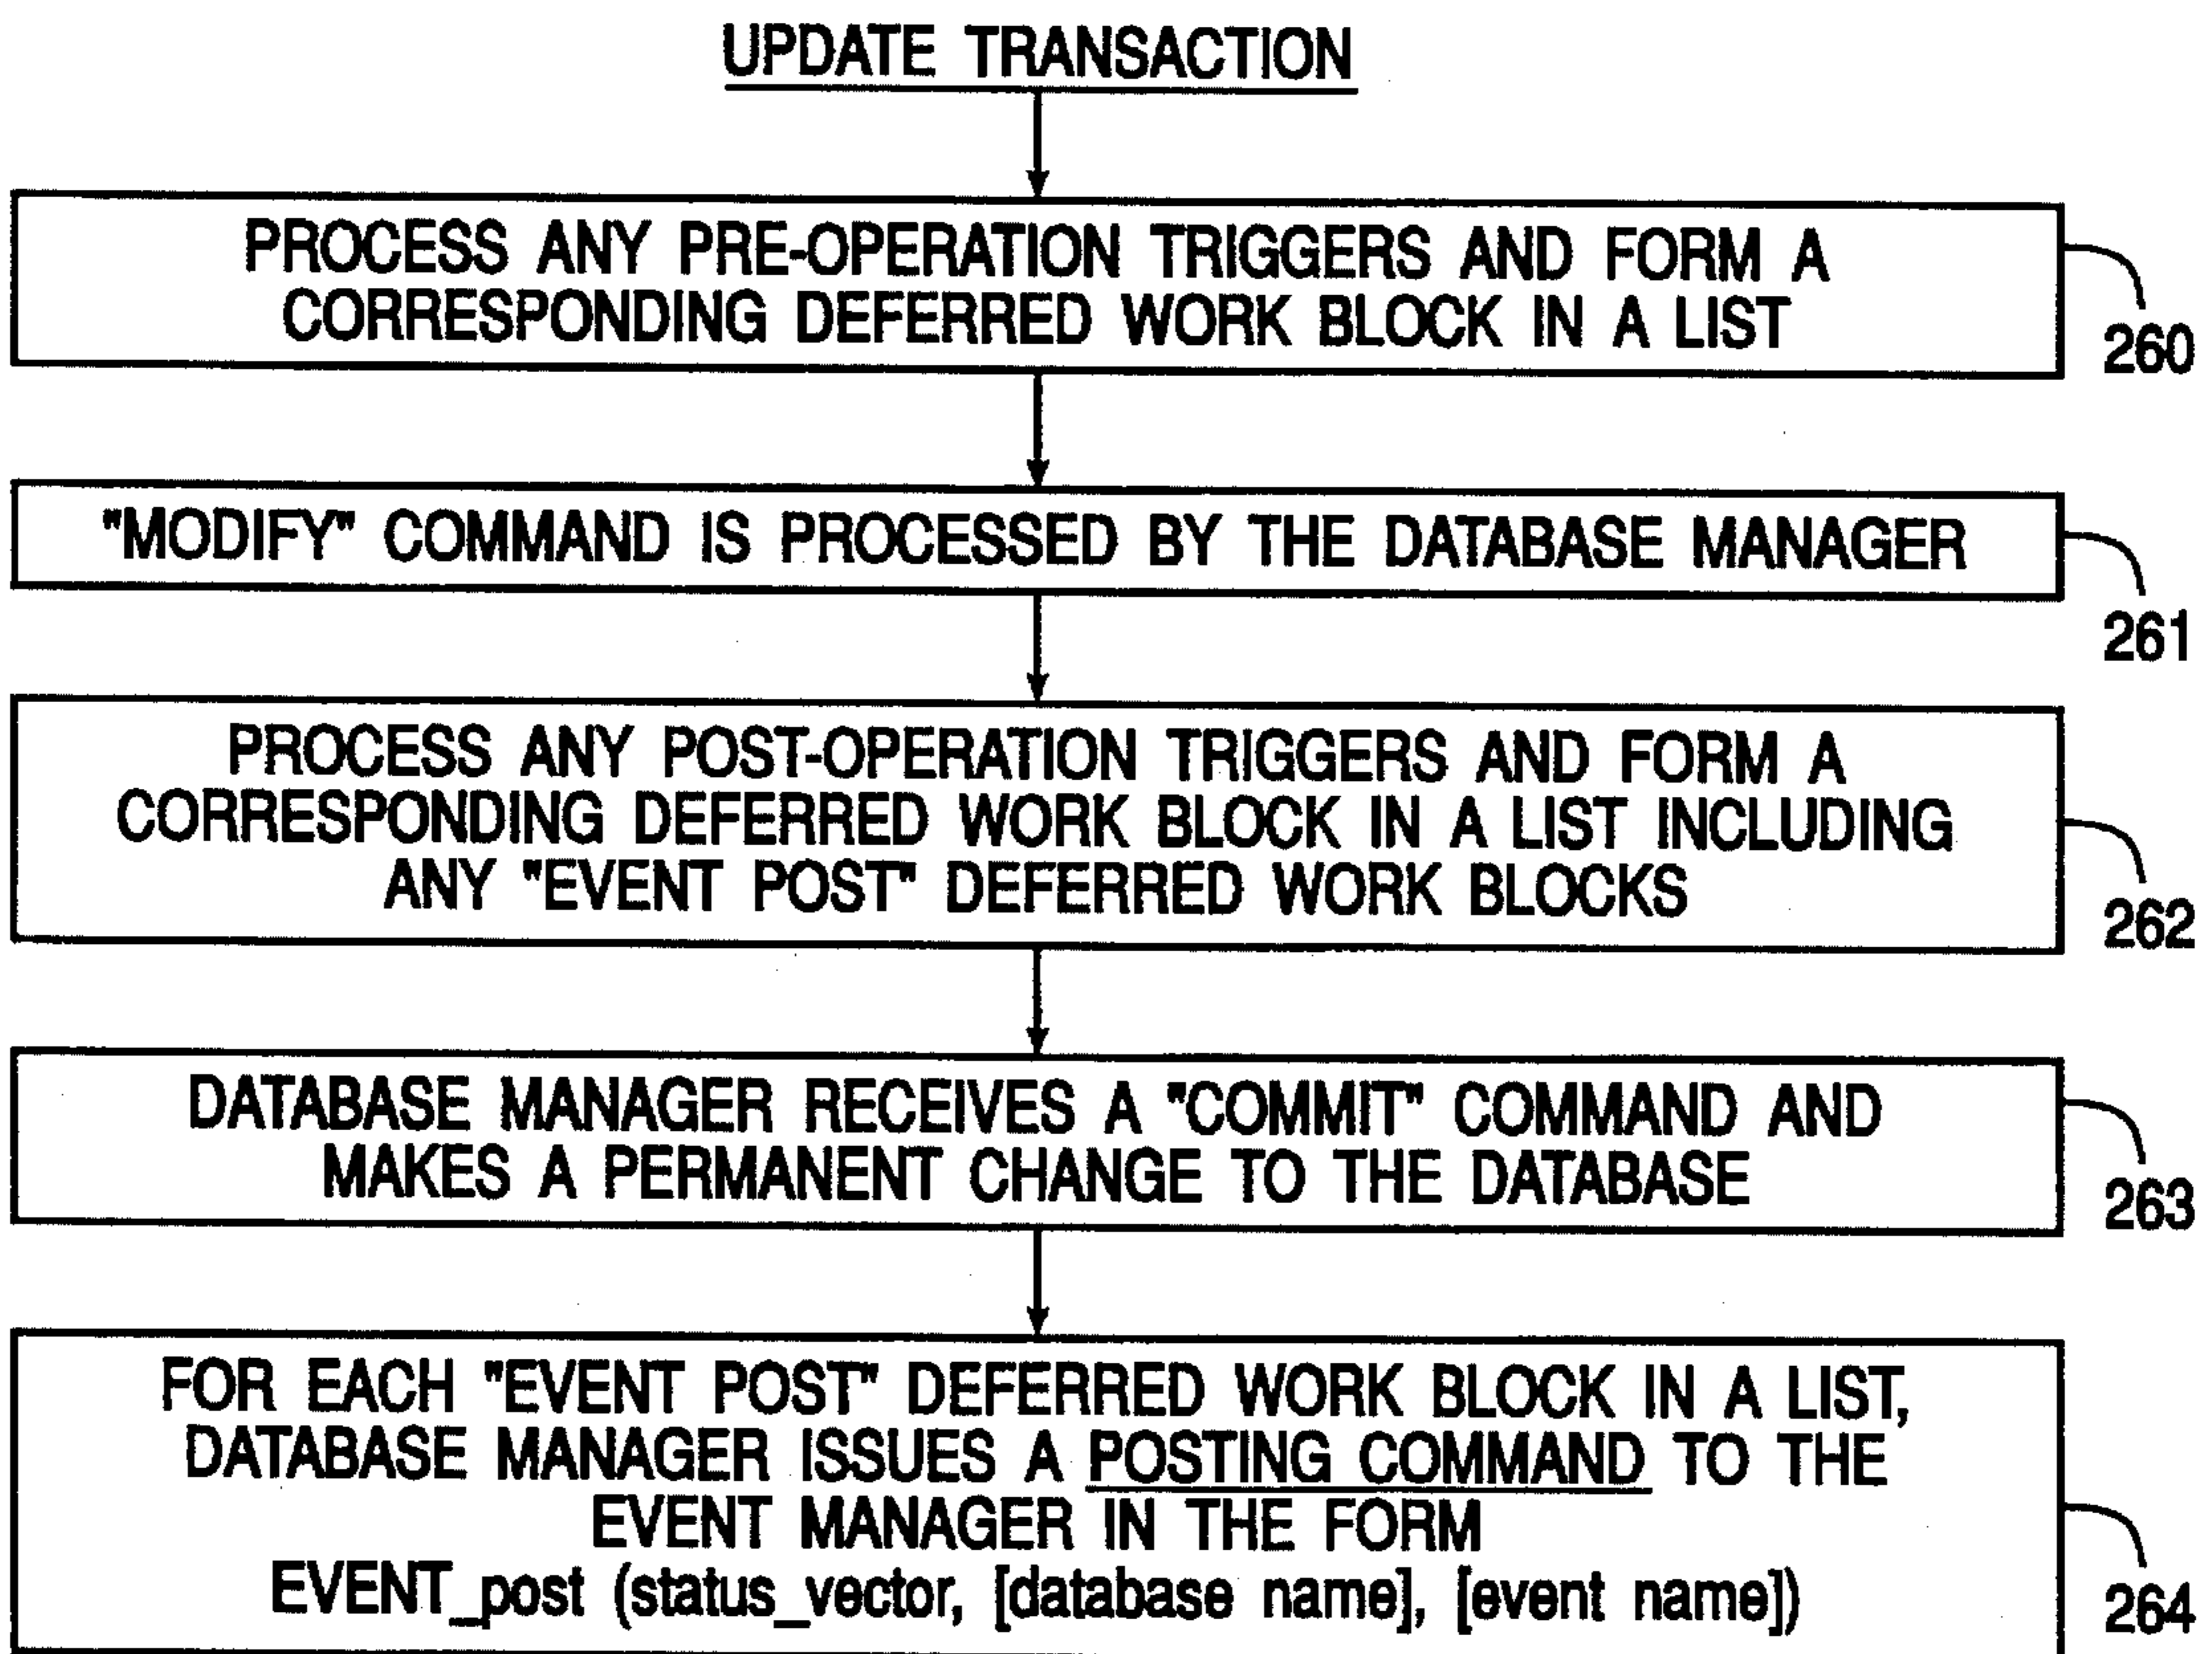 UPDATE TRANSACTION
PROCESS ANY PRE-OPERATION TRIGGERS AND FORM A
CORRESPONDING DEFERRED WORK BLOCK IN A LIST
260
"MODIFY" COMMAND IS PROCESSED BY THE DATABASE MANAGER
261
PROCESS ANY POST-OPERATION TRIGGERS AND FORM A
CORRESPONDING DEFERRED WORK BLOCK IN A LIST INCLUDING
ANY "EVENT POST" DEFERRED WORK BLOCKS
262
DATABASE MANAGER RECEIVES A "COMMIT" COMMAND AND
MAKES A PERMANENT CHANGE TO THE DATABASE
263
FOR EACH "EVENT POST" DEFERRED WORK BLOCK IN A LIST,
DATABASE MANAGER ISSUES A POSTING COMMAND TO THE
EVENT MANAGER IN THE FORM
EVENT_post (status_vector, [database name], [event name])
264